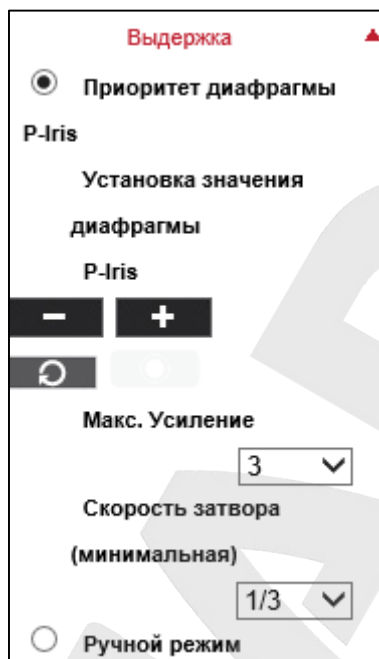 Выдержка
Приоритет диафрагмы
P-Iris
Установка значения
диафрагмы
P-Iris
Макс. Усиление
3
Скорость затвора
(минимальная)
1/3
Ручной режим